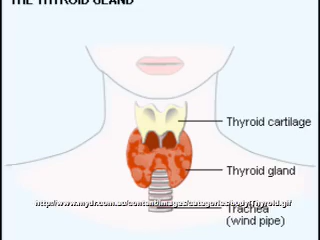 THE THYROID GLAND
Thyroid cartilage
Thyroid gland
http://www.mydr.com.au/content/images/categories/body/Thyroid.gif
Trachea
(wind pipe)